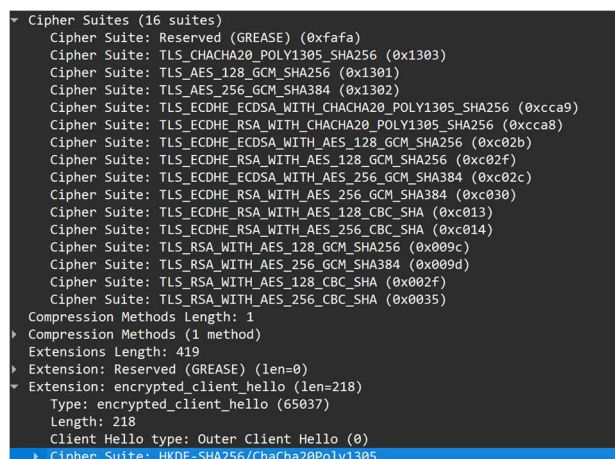 Cipher Suites (16 suites)
Cipher Suite: Reserved (GREASE) (0xfafa)
Cipher Suite: TLS_CHACHA20_POLY1305_SHA256 (0x1303)
Cipher Suite: TLS_AES_128_GCM_SHA256 (0x1301)
Cipher Suite: TLS_AES_256_GCM_SHA384 (0x1302)
Cipher Suite: TLS_ECDHE_ECDSA_WITH_CHACHA20_POLY1305_SHA256 (0xcca9)
Cipher Suite: TLS_ECDHE_RSA_WITH_CHACHA20_POLY1305_SHA256 (0xcca8)
Cipher Suite: TLS_ECDHE_ECDSA_WITH_AES_128_GCM_SHA256 (0xc02b)
Cipher Suite: TLS_ECDHE_RSA_WITH_AES_128_GCM_SHA256 (0xc02f)
Cipher Suite: TLS_ECDHE_ECDSA_WITH_AES_256_GCM_SHA384 (0xc02c)
Cipher Suite: TLS_ECDHE_RSA_WITH_AES_256_GCM_SHA384 (0xc030)
Cipher Suite: TLS_ECDHE_RSA_WITH_AES_128_CBC_SHA (0xc013)
Cipher Suite: TLS_ECDHE_RSA_WITH_AES_256_CBC_SHA (0xc014)
Cipher Suite: TLS_RSA_WITH_AES_128_GCM_SHA256 (0x009c)
Cipher Suite: TLS_RSA_WITH_AES_256_GCM_SHA384 (0x009d)
Cipher Suite: TLS_RSA_WITH_AES_128_CBC_SHA (0x002f)
Cipher Suite: TLS_RSA_WITH_AES_256_CBC_SHA (0x0035)
Compression Methods Length: 1
Compression Methods (1 method)
Extensions Length: 419
Extension: Reserved (GREASE) (len=0)
Extension: encrypted_client_hello (len=218)
Type: encrypted_client_hello (65037)
Length: 218
Client Hello type: Outer Client Hello (0)
Cipher Suite: HKDF-SHA256/ChaCha20Poly1305